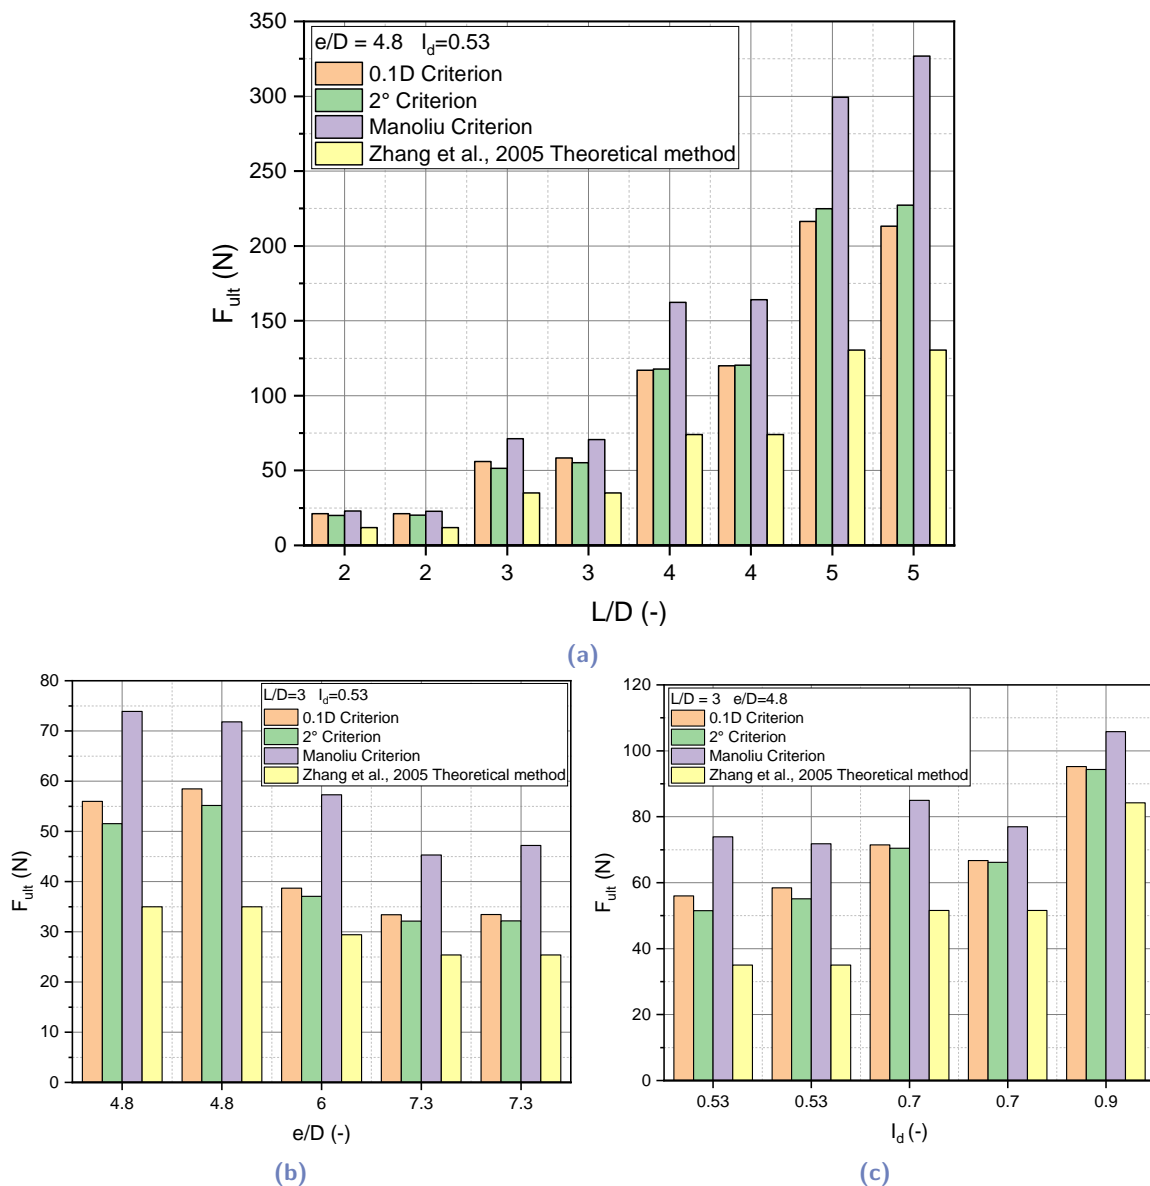 350
300
250
200
150
100
50
0
F_ult (N)
e/D = 4.8 I_d=0.53
0.1D Criterion
2° Criterion
Manoliu Criterion
Zhang et al., 2005 Theoretical method
2 2 3 3 4 4 5 5
L/D (-)
(a)
80
70
60
50
40
30
20
10
0
F_ult (N)
L/D=3 I_d=0.53
0.1D Criterion
2° Criterion
Manoliu Criterion
Zhang et al., 2005 Theoretical method
4.8 4.8 6 7.3 7.3
e/D (-)
(b)
120
100
80
60
40
20
0
F_ult (N)
L/D = 3 e/D=4.8
0.1D Criterion
2° Criterion
Manoliu Criterion
Zhang et al., 2005 Theoretical method
0.53 0.53 0.7 0.7 0.9
I_d (-)
(c)